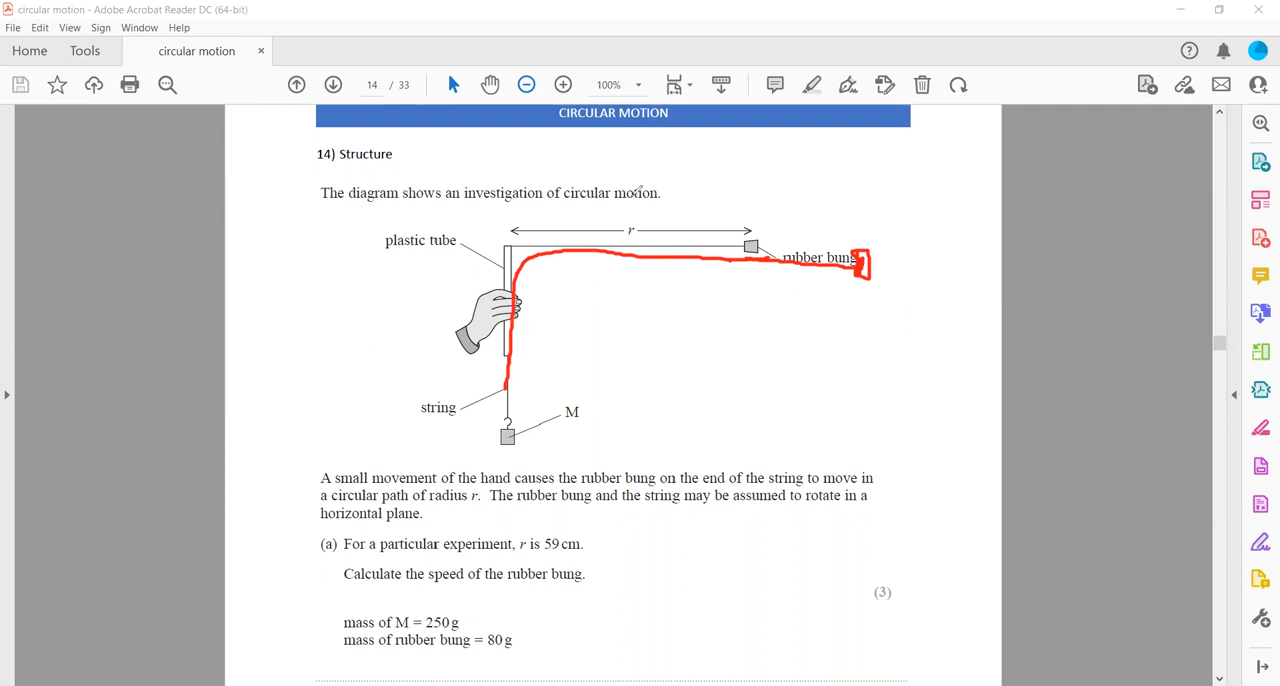 circular motion - Adobe Acrobat Reader DC (64-bit)
File Edit View Sign Window Help
Home Tools circular motion ×
14 / 33 100%
CIRCULAR MOTION
14) Structure
The diagram shows an investigation of circular motion.
r
plastic tube
rubber bung
string
M
A small movement of the hand causes the rubber bung on the end of the string to move in
a circular path of radius r. The rubber bung and the string may be assumed to rotate in a
horizontal plane.
(a) For a particular experiment, r is 59 cm.
Calculate the speed of the rubber bung.
(3)
mass of M = 250 g
mass of rubber bung = 80 g